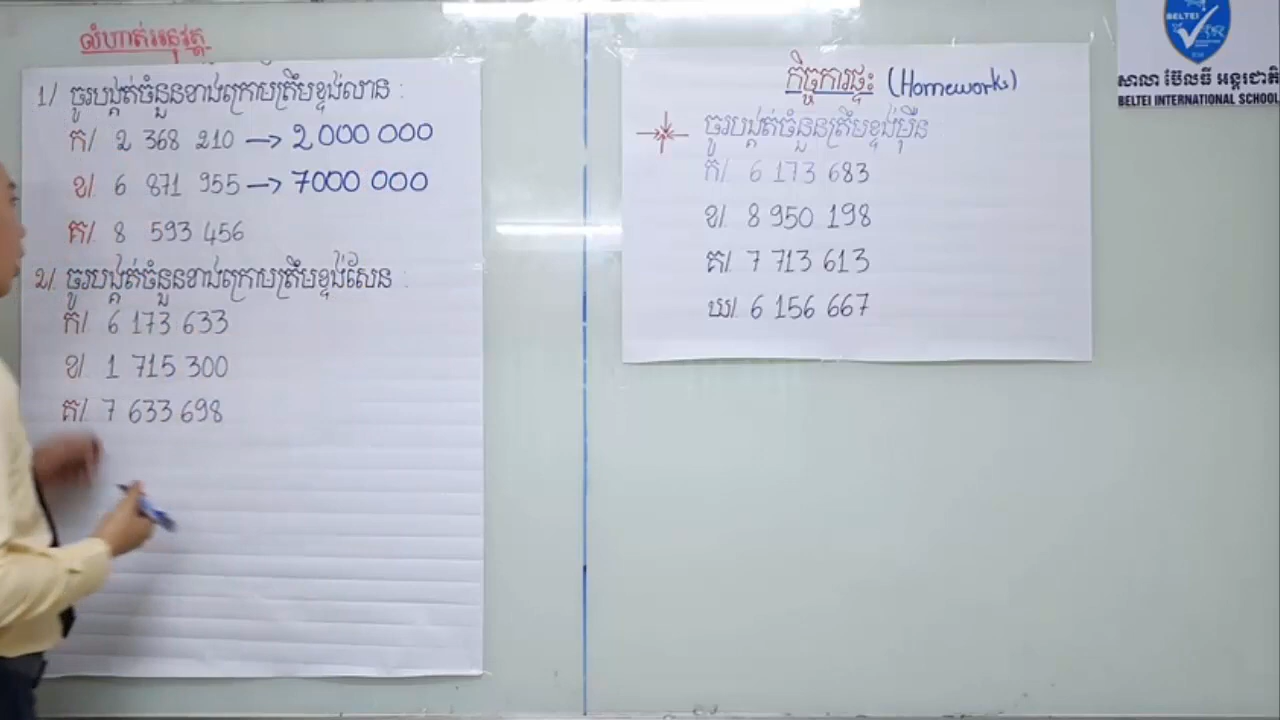 លំហាត់អនុវត្ត
1/ ចូរបង្គត់ចំនួនខាងក្រោមត្រឹមខ្ទង់លាន :
ក/ 2 368 210 → 2 000 000
ខ/ 6 871 955 → 7000 000
គ/. 8 593 456
2/. ចូរបង្គត់ចំនួនខាងក្រោមត្រឹមខ្ទង់សែន :
ក/ 6 173 633
ខ/. 1 715 300
គ/. 7 633 698
កិច្ចការផ្ទះ (Homeworks)
ចូរបង្គត់ចំនួនត្រឹមខ្ទង់ម៉ឺន
ក/. 6 173 683
ខ/. 8 950 198
គ/. 7 713 613
ឃ/. 6 156 667
BELTEI
សាលា ប៊ែលធី អន្តរជាតិ
BELTEI INTERNATIONAL SCHOOL